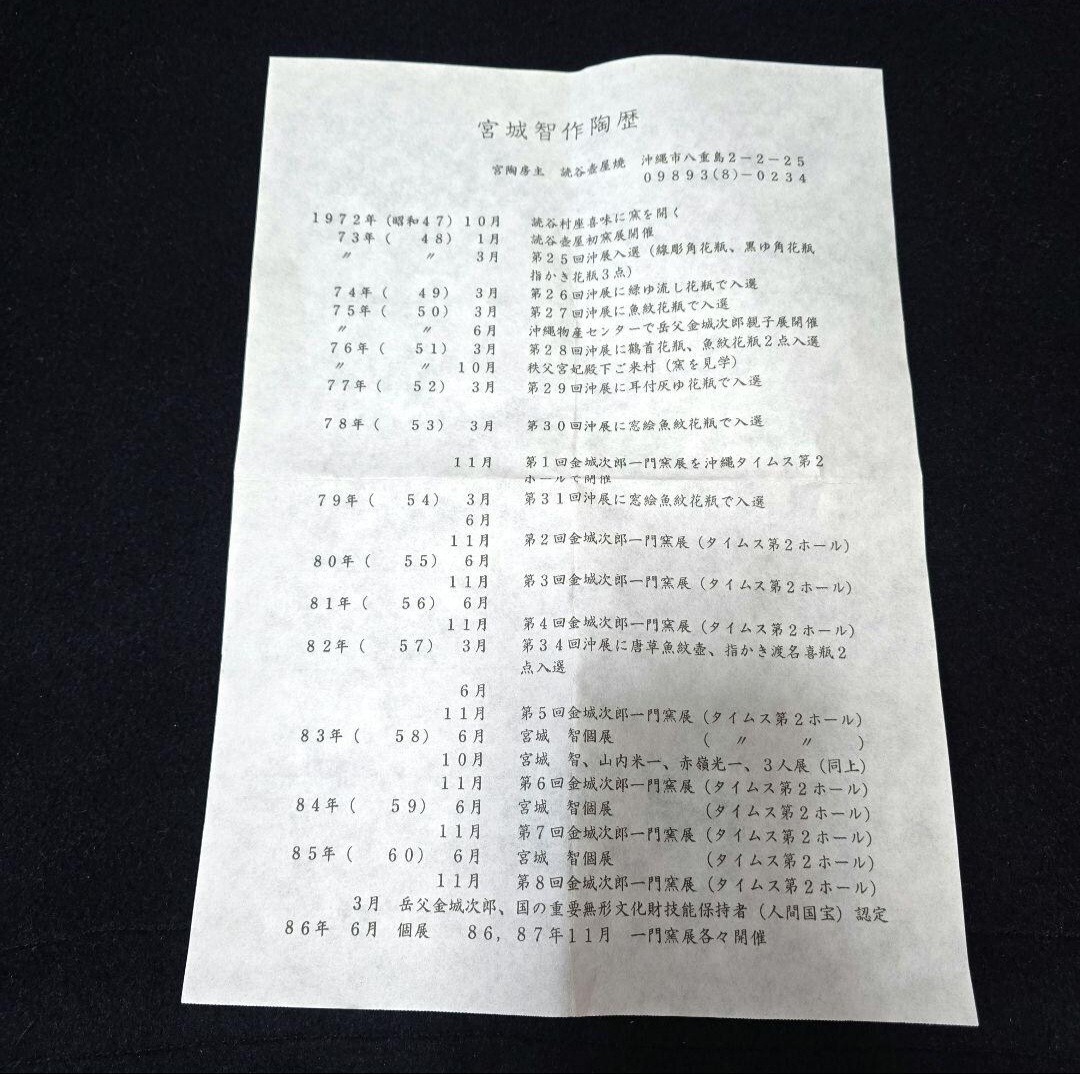 宮城智作陶歴
宮陶房主　読谷壺屋焼　沖縄市八重島２－２－２５
０９８９３(８)－０２３４
１９７２年（昭和４７）１０月　読谷村座喜味に窯を開く
７３年（　４８）　１月　読谷壺屋初窯展開催
〃　　〃　３月　第２５回沖展入選（線彫角花瓶、黒ゆ角花瓶
指かき花瓶３点）
７４年（　４９）　３月　第２６回沖展に緑ゆ流し花瓶で入選
７５年（　５０）　３月　第２７回沖展に魚紋花瓶で入選
〃　　〃　６月　沖縄物産センターで岳父金城次郎親子展開催
７６年（　５１）　３月　第２８回沖展に鶴首花瓶、魚紋花瓶２点入選
〃　　〃　１０月　秩父宮妃殿下ご来村（窯を見学）
７７年（　５２）　３月　第２９回沖展に耳付灰ゆ花瓶で入選
７８年（　５３）　３月　第３０回沖展に窓絵魚紋花瓶で入選
１１月　第１回金城次郎一門窯展を沖縄タイムス第２
ホールで開催
７９年（　５４）　３月　第３１回沖展に窓絵魚紋花瓶で入選
６月
１１月　第２回金城次郎一門窯展（タイムス第２ホール）
８０年（　５５）　６月
１１月　第３回金城次郎一門窯展（タイムス第２ホール）
８１年（　５６）　６月
１１月　第４回金城次郎一門窯展（タイムス第２ホール）
８２年（　５７）　３月　第３４回沖展に唐草魚紋壺、指かき渡名喜瓶２
点入選
６月
１１月　第５回金城次郎一門窯展（タイムス第２ホール）
８３年（　５８）　６月　宮城　智個展　（　〃　　〃　）
１０月　宮城　智、山内米一、赤嶺光一、３人展（同上）
１１月　第６回金城次郎一門窯展（タイムス第２ホール）
８４年（　５９）　６月　宮城　智個展　（タイムス第２ホール）
１１月　第７回金城次郎一門窯展（タイムス第２ホール）
８５年（　６０）　６月　宮城　智個展　（タイムス第２ホール）
１１月　第８回金城次郎一門窯展（タイムス第２ホール）
３月　岳父金城次郎、国の重要無形文化財技能保持者（人間国宝）認定
８６年　６月　個展　８６，８７年１１月　一門窯展各々開催